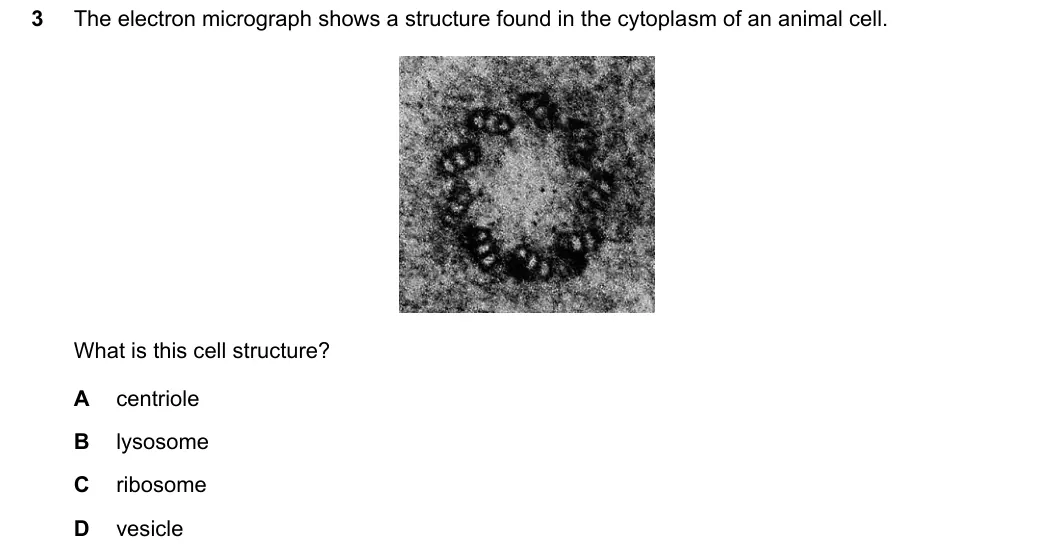 3 The electron micrograph shows a structure found in the cytoplasm of an animal cell.
What is this cell structure?
A centriole
B lysosome
C ribosome
D vesicle